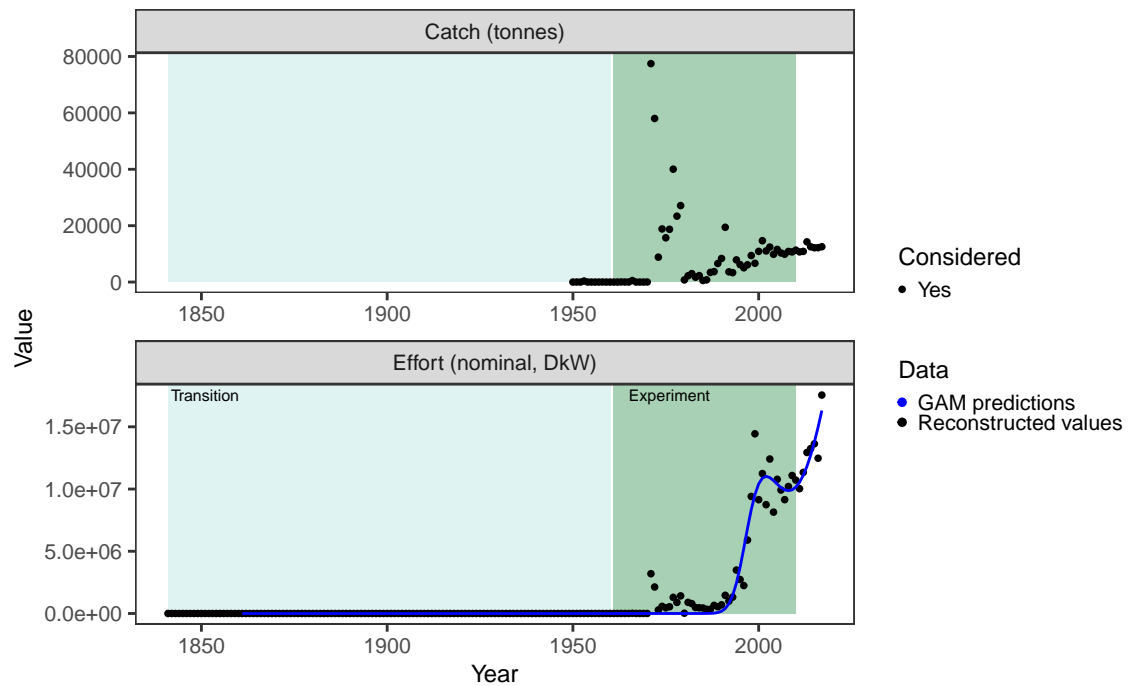 Catch (tonnes)
80000
60000
40000
20000
0
1850 1900 1950 2000
Value
Considered
Yes
Effort (nominal, DkW)
Transition Experiment
1.5e+07
1.0e+07
5.0e+06
0.0e+00
1850 1900 1950 2000
Year
Data
GAM predictions
Reconstructed values